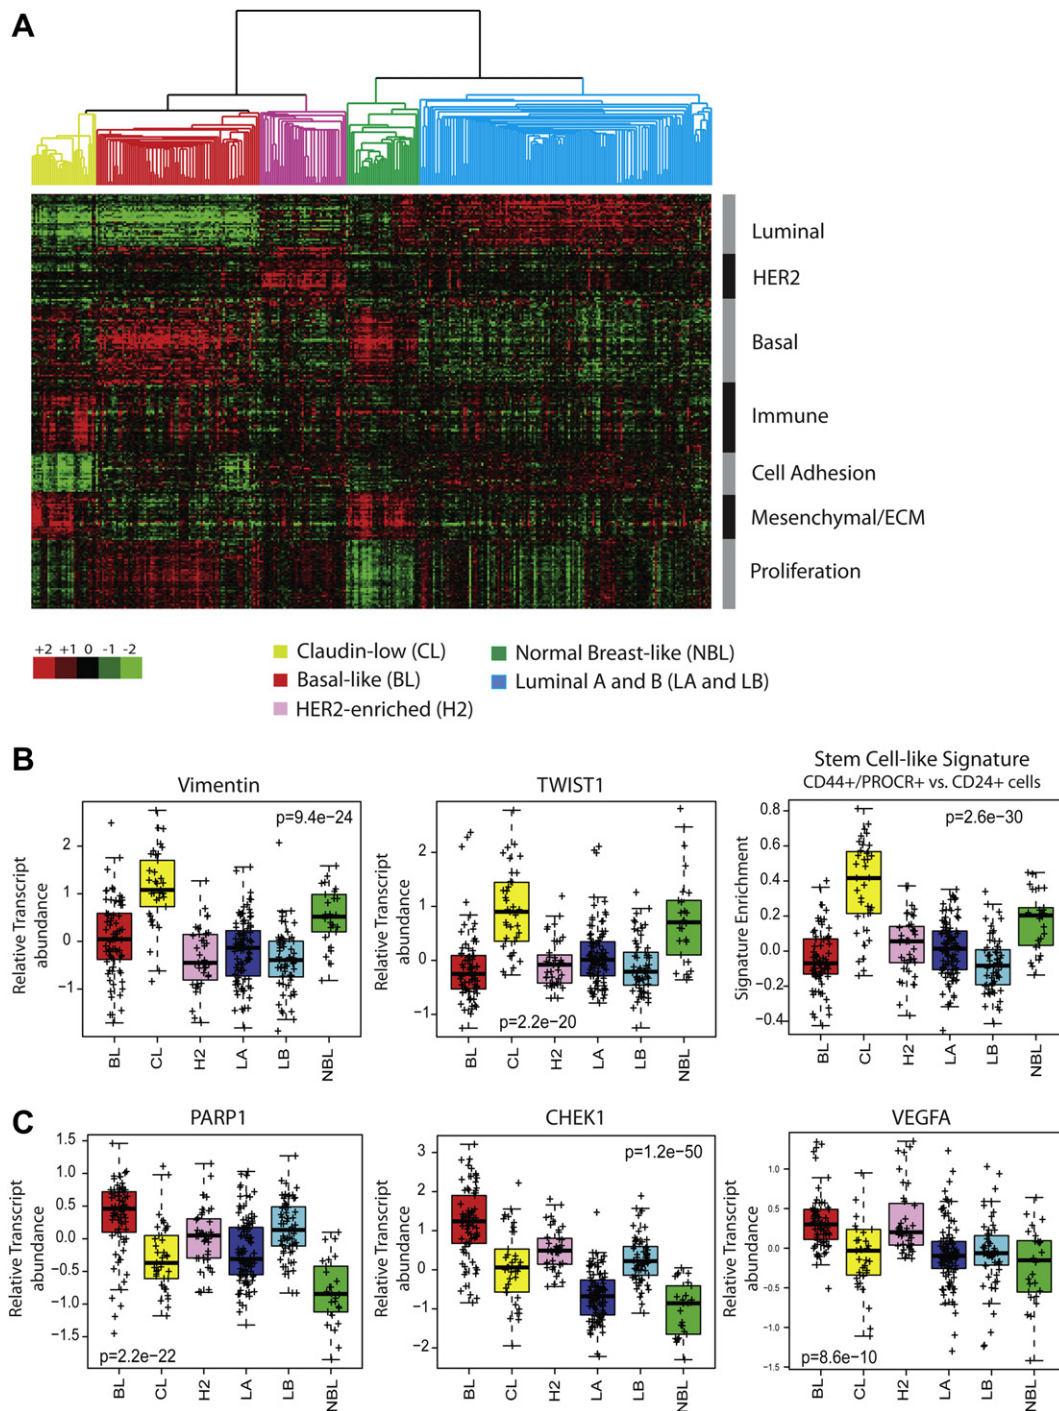 A
Luminal
HER2
Basal
Immune
Cell Adhesion
Mesenchymal/ECM
Proliferation
+2 +1 0 -1 -2
Claudin-low (CL)
Basal-like (BL)
HER2-enriched (H2)
Normal Breast-like (NBL)
Luminal A and B (LA and LB)
B
Vimentin
p=9.4e-24
Relative Transcript
abundance
2
1
0
−1
BL CL H2 LA LB NBL
TWIST1
p=2.2e-20
Relative Transcript
abundance
2
1
0
−1
BL CL H2 LA LB NBL
Stem Cell-like Signature
CD44+/PROCR+ vs. CD24+ cells
p=2.6e-30
Signature Enrichment
0.8
0.6
0.4
0.2
−0.0
−0.2
−0.4
BL CL H2 LA LB NBL
C
PARP1
p=2.2e-22
Relative Transcript
abundance
1.5
1.0
0.5
0.0
−0.5
−1.0
−1.5
BL CL H2 LA LB NBL
CHEK1
p=1.2e-50
Relative Transcript
abundance
3
2
1
0
−1
−2
BL CL H2 LA LB NBL
VEGFA
p=8.6e-10
Relative Transcript
abundance
1.5
1.0
0.5
0.0
−0.5
−1.0
−1.5
BL CL H2 LA LB NBL